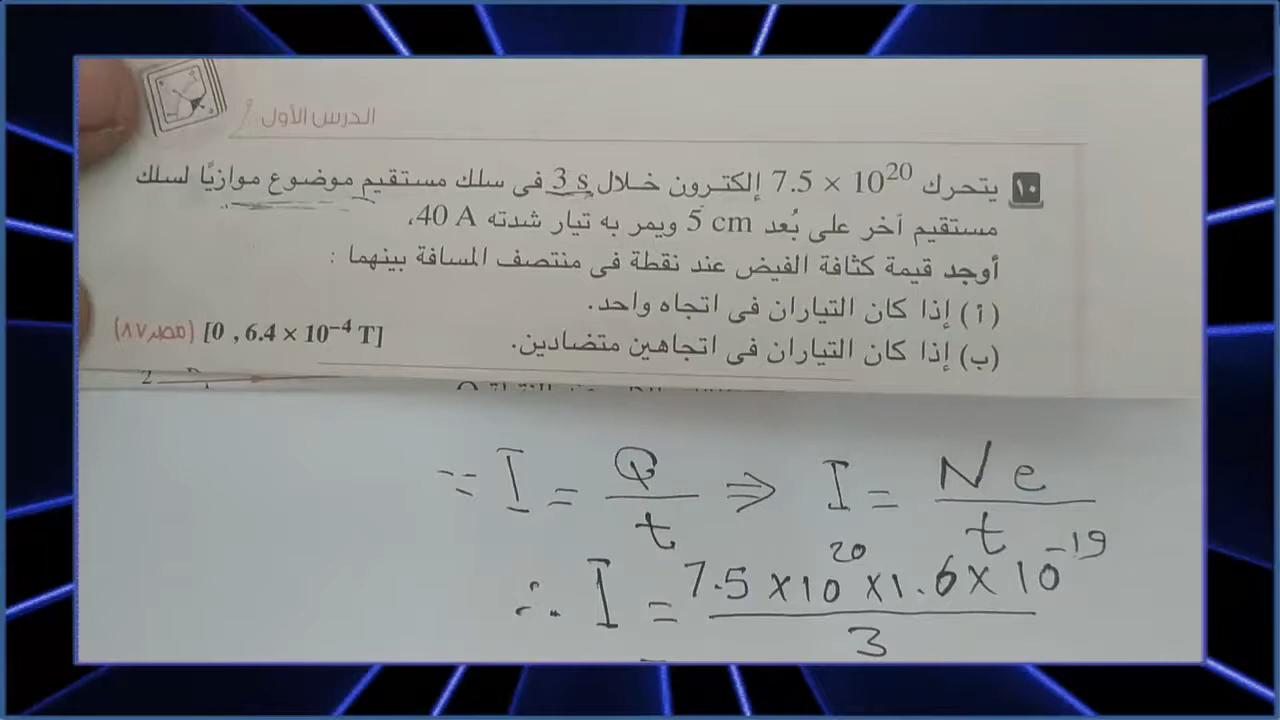 الدرس الأول
١٠ يتحرك 7.5 × 10²⁰ إلكترون خلال 3 s فى سلك مستقيم موضوع موازيًا لسلك
مستقيم آخر على بُعد 5 cm ويمر به تيار شدته 40 A،
أوجد قيمة كثافة الفيض عند نقطة فى منتصف المسافة بينهما :
(أ) إذا كان التياران فى اتجاه واحد.
(ب) إذا كان التياران فى اتجاهين متضادين.
(مصر ٨٧) [0 , 6.4 × 10⁻⁴ T]
∵ I = Q / t ⇒ I = N e / t
∴ I = 7.5 × 10²⁰ × 1.6 × 10⁻¹⁹ / 3